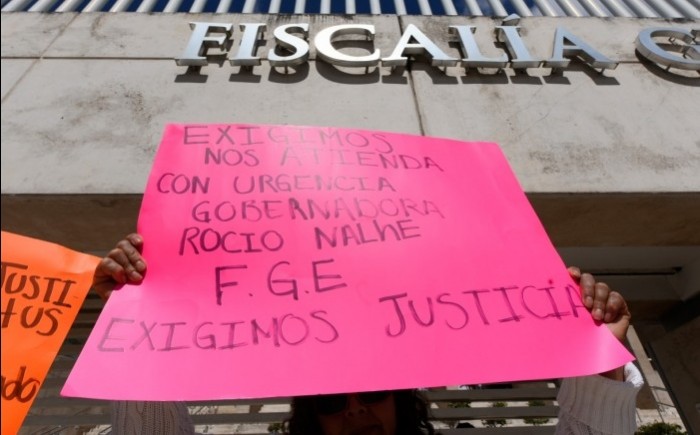 FISCALÍA
EXIGIMOS
NOS ATIENDA
CON URGENCIA
GOBERNADORA
ROCIO NALHE
F.G.E
EXIGIMOS JUSTICIA